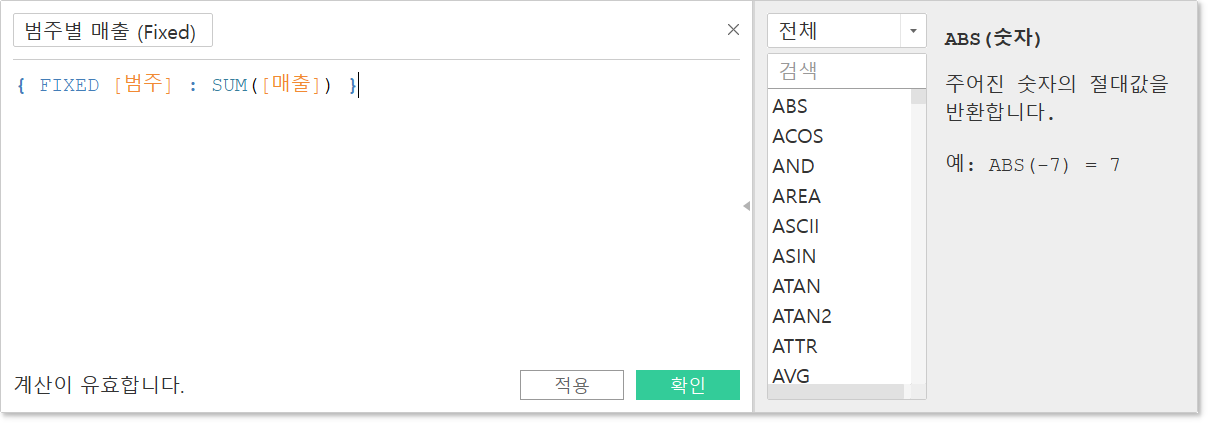 범주별 매출 (Fixed)
{ FIXED [범주] : SUM([매출]) }
계산이 유효합니다.
적용
확인
전체
검색
ABS
ACOS
AND
AREA
ASCII
ASIN
ATAN
ATAN2
ATTR
AVG
ABS(숫자)
주어진 숫자의 절대값을
반환합니다.
예: ABS(-7) = 7